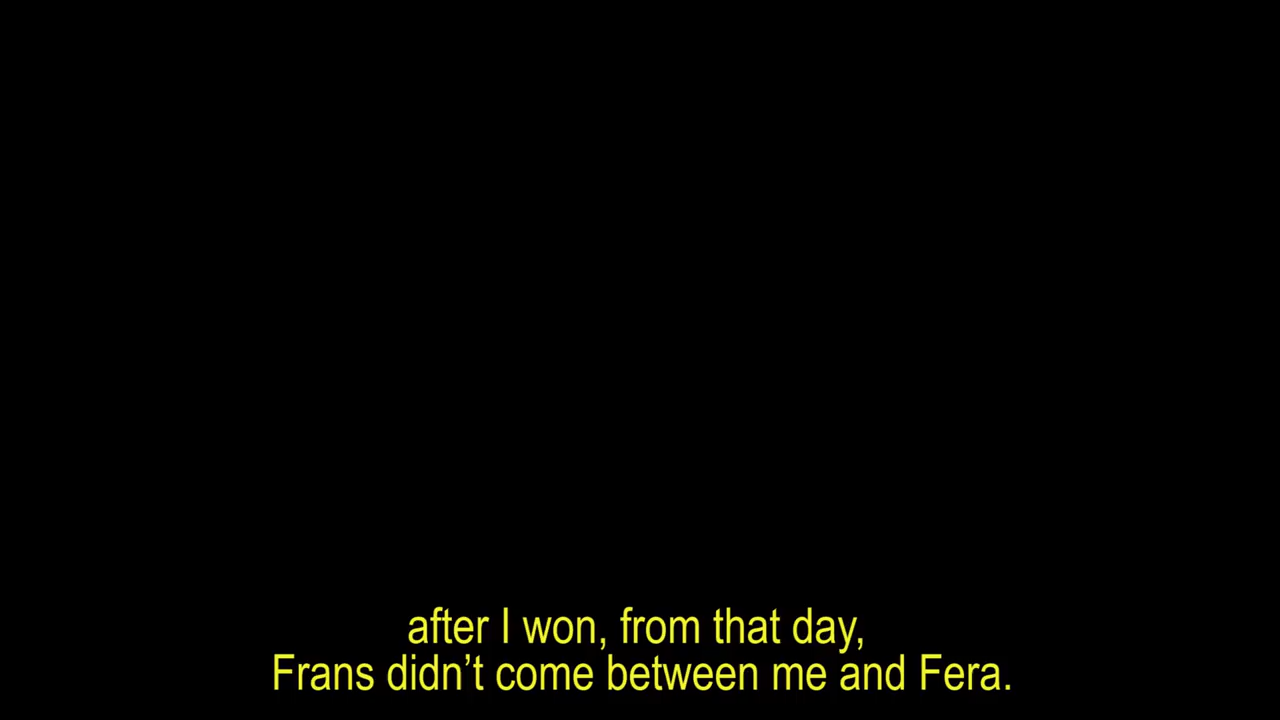 after I won, from that day,
Frans didn’t come between me and Fera.